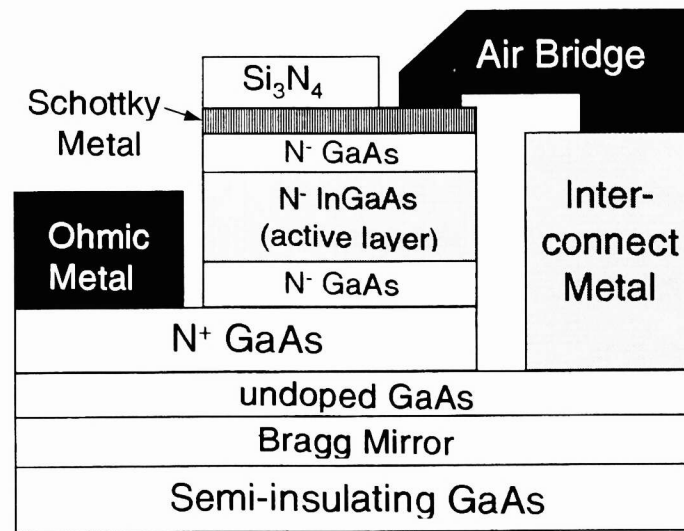 Air Bridge
Si₃N₄
Schottky
Metal
N⁻ GaAs
N⁻ InGaAs
(active layer)
N⁻ GaAs
Ohmic
Metal
Inter-
connect
Metal
N⁺ GaAs
undoped GaAs
Bragg Mirror
Semi-insulating GaAs